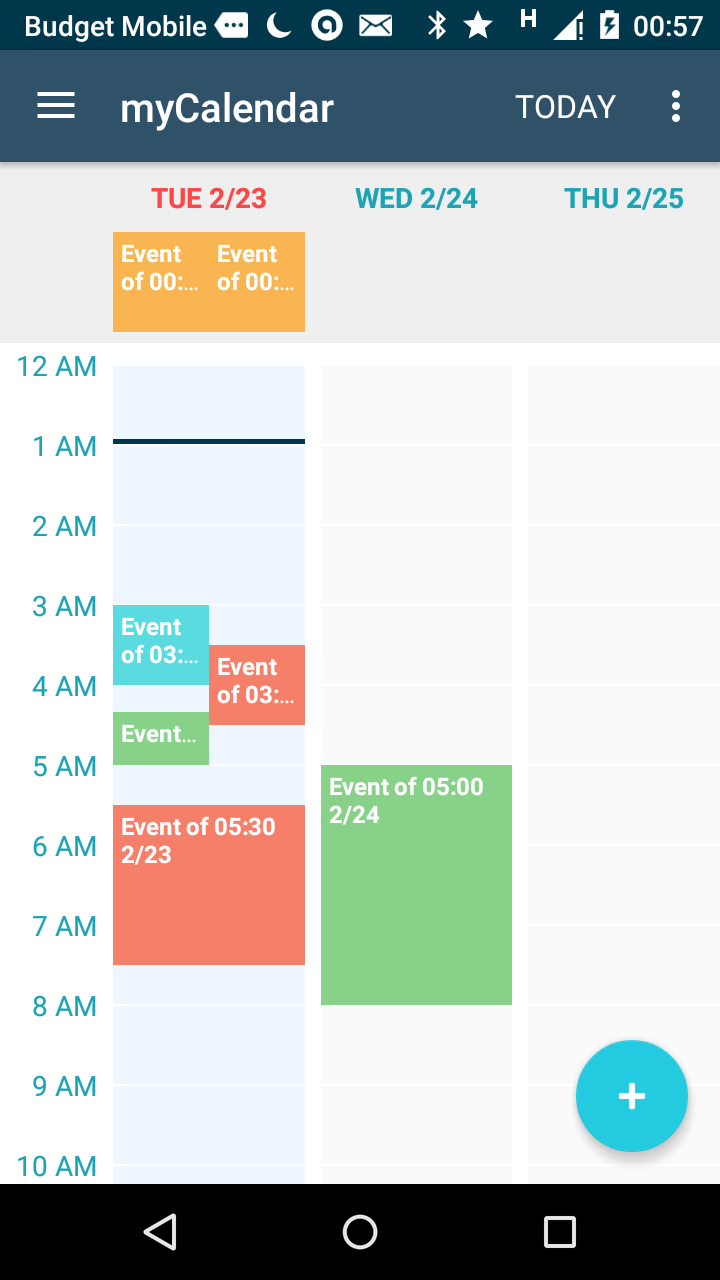 Budget Mobile H 00:57
myCalendar TODAY
TUE 2/23 WED 2/24 THU 2/25
Event
of 00:...
Event
of 00:...
12 AM
1 AM
2 AM
3 AM
Event
of 03:...
Event
of 03:...
4 AM
Event...
5 AM
Event of 05:00
2/24
Event of 05:30
2/23
6 AM
7 AM
8 AM
9 AM
10 AM